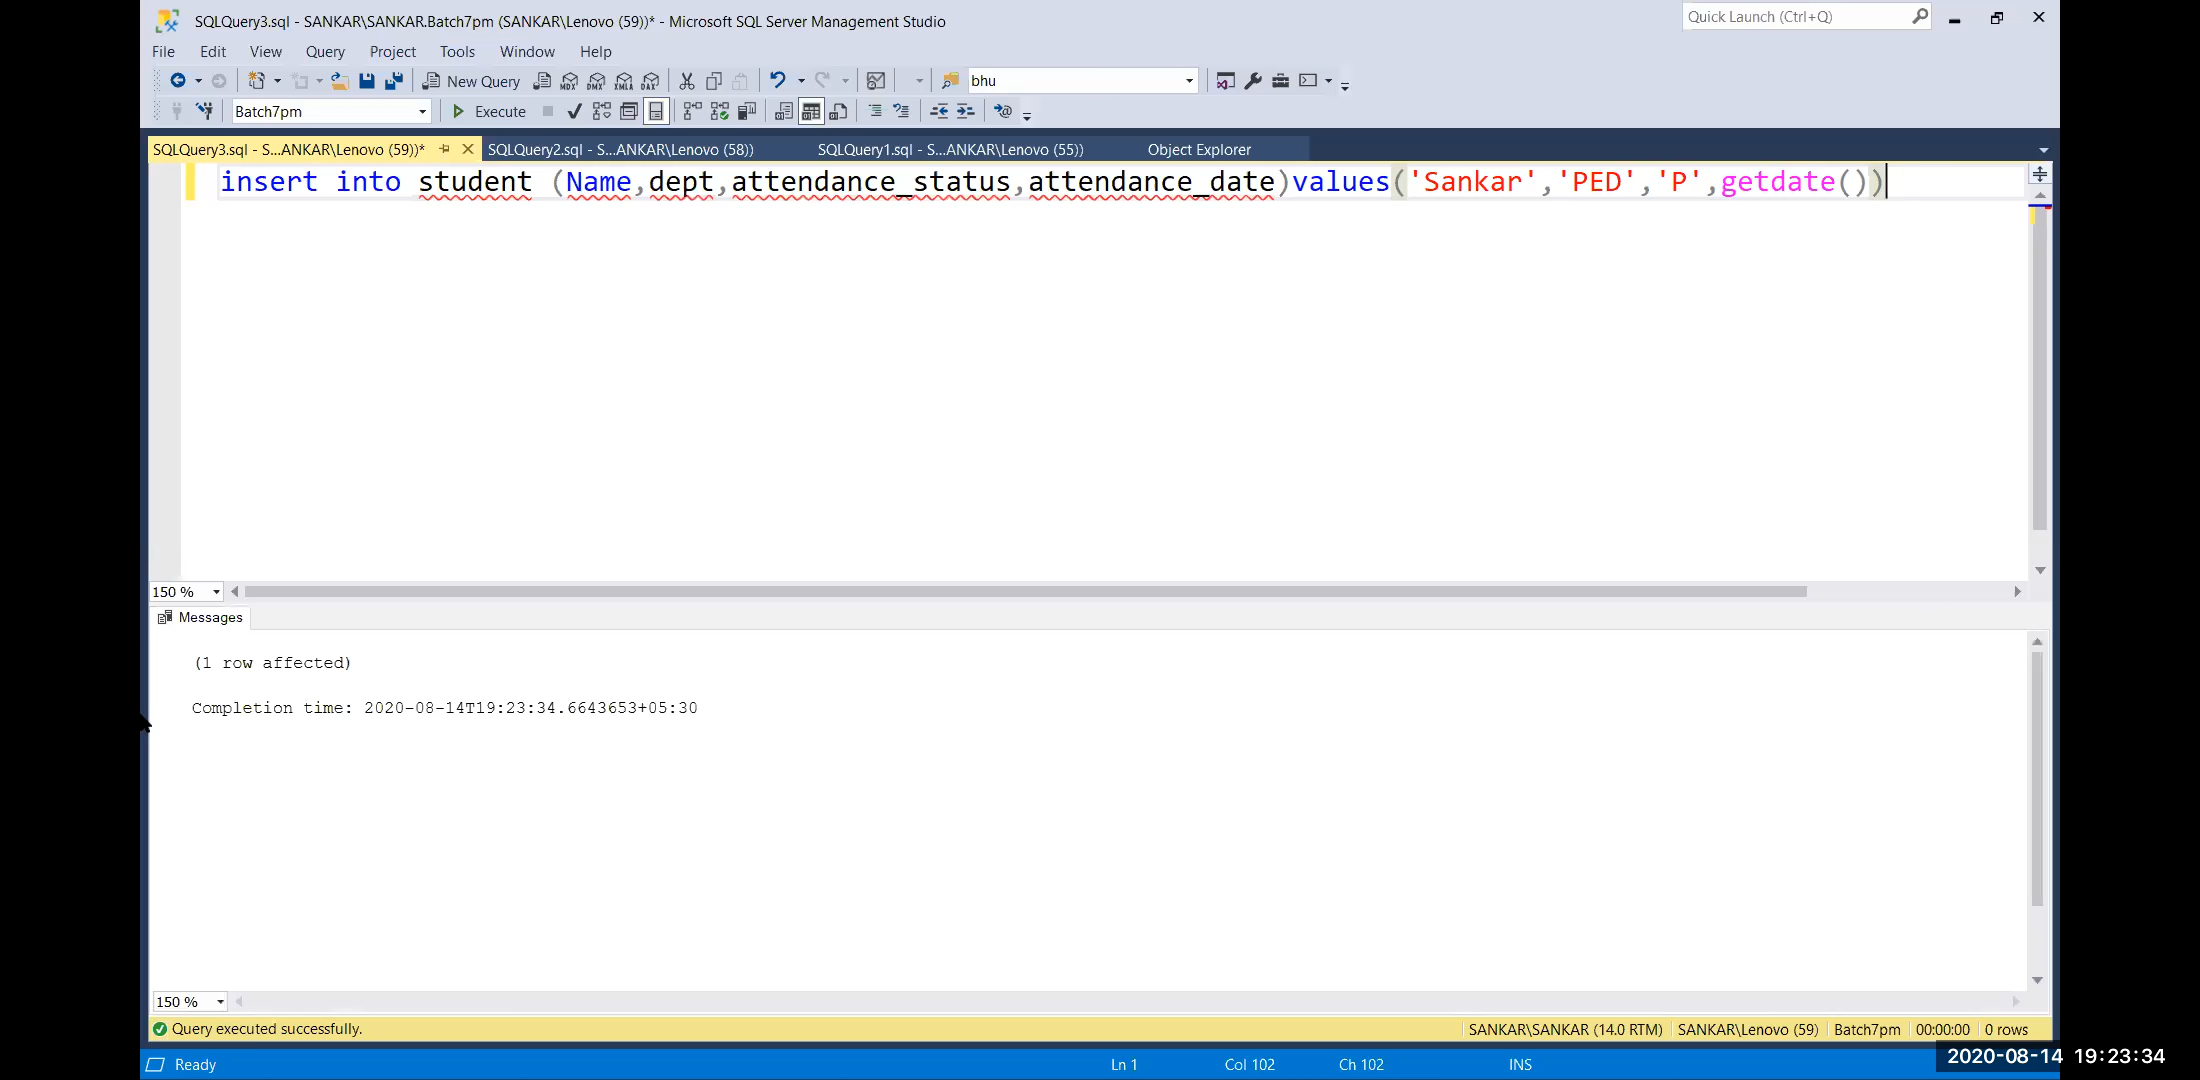 SQLQuery3.sql - SANKAR\SANKAR.Batch7pm (SANKAR\Lenovo (59))* - Microsoft SQL Server Management Studio
Quick Launch (Ctrl+Q)
File Edit View Query Project Tools Window Help
New Query MDX DMX XMLA DAX bhu
Batch7pm Execute
SQLQuery3.sql - S...ANKAR\Lenovo (59))* SQLQuery2.sql - S...ANKAR\Lenovo (58)) SQLQuery1.sql - S...ANKAR\Lenovo (55)) Object Explorer
insert into student (Name,dept,attendance_status,attendance_date)values('Sankar','PED','P',getdate())
150 %
Messages
(1 row affected)
Completion time: 2020-08-14T19:23:34.6643653+05:30
150 %
Query executed successfully. SANKAR\SANKAR (14.0 RTM) SANKAR\Lenovo (59) Batch7pm 00:00:00 0 rows
Ready Ln 1 Col 102 Ch 102 INS
2020-08-14 19:23:34